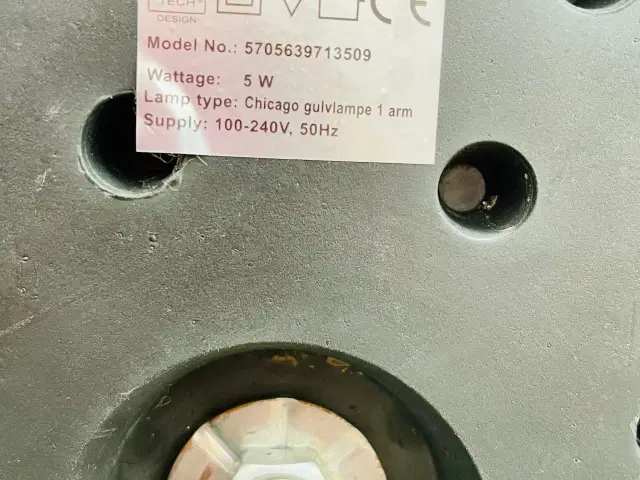 TECH
DESIGN
CE
Model No.: 5705639713509
Wattage: 5 W
Lamp type: Chicago gulvlampe 1 arm
Supply: 100-240V, 50Hz